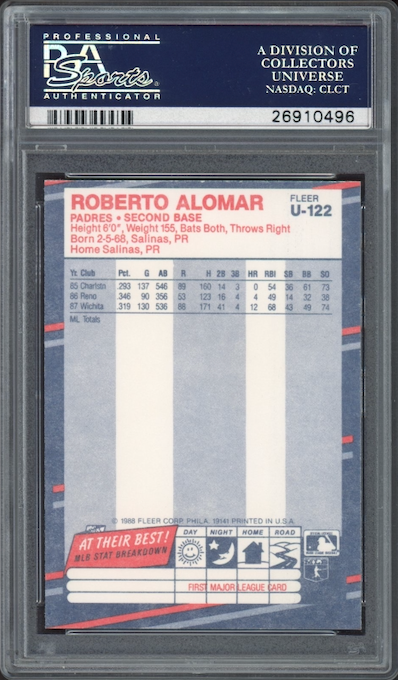 PROFESSIONAL
PSA
Sports
AUTHENTICATOR
A DIVISION OF
COLLECTORS
UNIVERSE
NASDAQ: CLCT
26910496
ROBERTO ALOMAR
FLEER
U-122
PADRES • SECOND BASE
Height 6'0", Weight 155, Bats Both, Throws Right
Born 2-5-68, Salinas, PR
Home Salinas, PR
Yr. Club Pct. G AB R H 2B 3B HR RBI SB BB SO
85 Charlstn .293 137 546 89 160 14 3 0 54 36 61 73
86 Reno .346 90 356 53 123 16 4 4 49 14 32 38
87 Wichita .319 130 536 88 171 41 4 12 68 43 49 74
ML Totals
© 1988 FLEER CORP. PHILA. 19141 PRINTED IN U.S.A.
AT THEIR BEST!
MLB STAT BREAKDOWN
DAY NIGHT HOME ROAD
FIRST MAJOR LEAGUE CARD